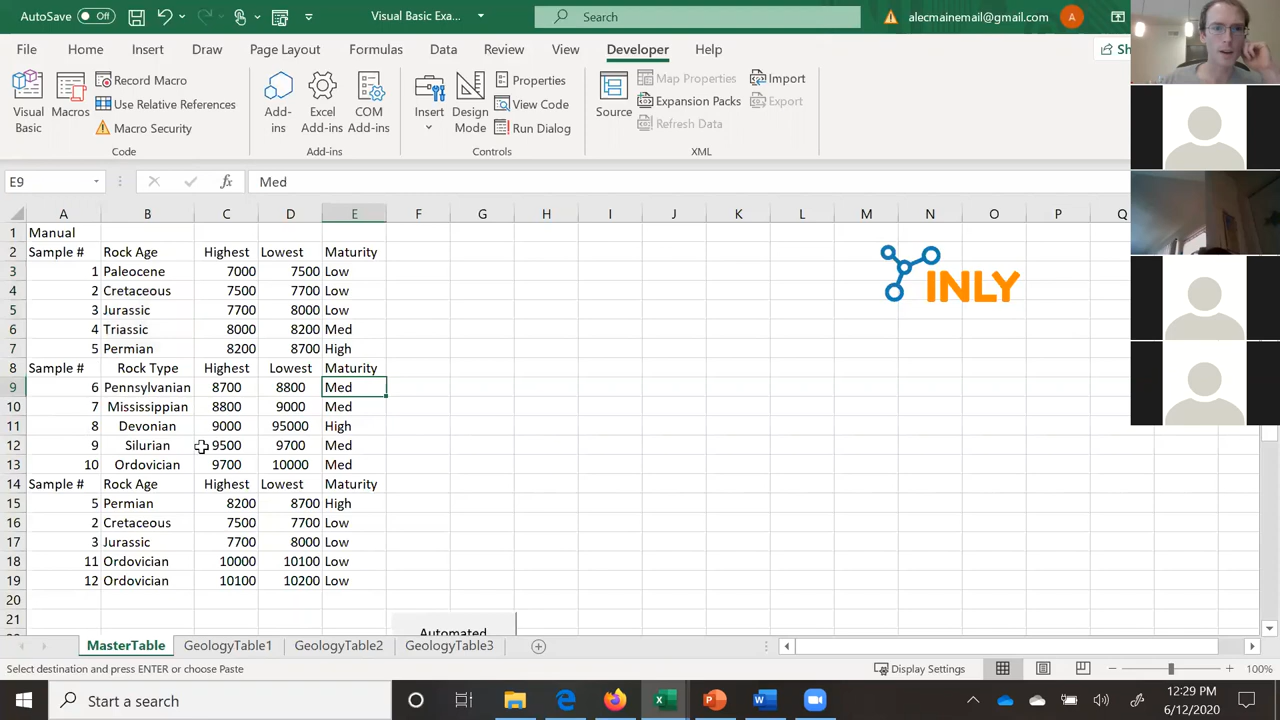 AutoSave Off Visual Basic Exa... Search alecmainemail@gmail.com A
File Home Insert Draw Page Layout Formulas Data Review View Developer Help Sh
Visual Basic Macros Record Macro Use Relative References Macro Security Add-ins Excel Add-ins COM Add-ins Insert Design Mode Properties View Code Run Dialog Source Map Properties Expansion Packs Refresh Data Import Export
Code Add-ins Controls XML
E9 fx Med
A B C D E F G H I J K L M N O P Q
1 Manual
2 Sample # Rock Age Highest Lowest Maturity
3 1 Paleocene 7000 7500 Low
4 2 Cretaceous 7500 7700 Low
5 3 Jurassic 7700 8000 Low
6 4 Triassic 8000 8200 Med
7 5 Permian 8200 8700 High
8 Sample # Rock Type Highest Lowest Maturity
9 6 Pennsylvanian 8700 8800 Med
10 7 Mississippian 8800 9000 Med
11 8 Devonian 9000 95000 High
12 9 Silurian 9500 9700 Med
13 10 Ordovician 9700 10000 Med
14 Sample # Rock Age Highest Lowest Maturity
15 5 Permian 8200 8700 High
16 2 Cretaceous 7500 7700 Low
17 3 Jurassic 7700 8000 Low
18 11 Ordovician 10000 10100 Low
19 12 Ordovician 10100 10200 Low
20
21
Automated
INLY
MasterTable GeologyTable1 GeologyTable2 GeologyTable3
Select destination and press ENTER or choose Paste Display Settings 100%
Start a search 12:29 PM
6/12/2020